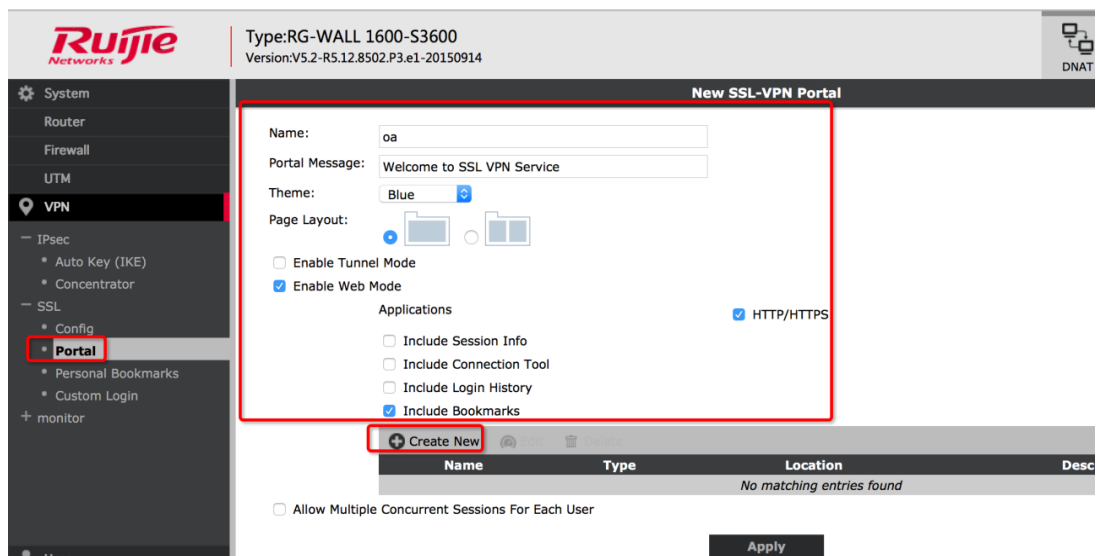 Ruijie
Networks
Type:RG-WALL 1600-S3600
Version:V5.2-R5.12.8502.P3.e1-20150914
DNAT
System
Router
Firewall
UTM
VPN
IPsec
Auto Key (IKE)
Concentrator
SSL
Config
Portal
Personal Bookmarks
Custom Login
monitor
New SSL-VPN Portal
Name: oa
Portal Message: Welcome to SSL VPN Service
Theme: Blue
Page Layout:
Enable Tunnel Mode
Enable Web Mode
Applications HTTP/HTTPS
Include Session Info
Include Connection Tool
Include Login History
Include Bookmarks
Create New Edit Delete
Name Type Location Desc
No matching entries found
Allow Multiple Concurrent Sessions For Each User
Apply